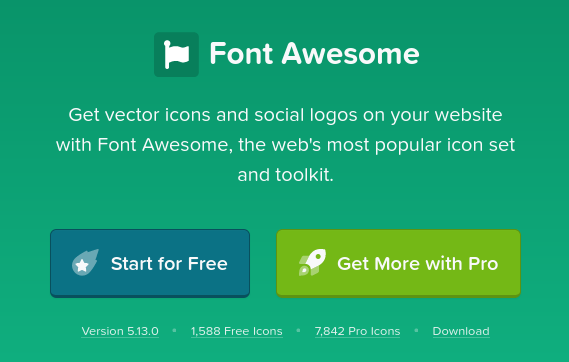 Font Awesome
Get vector icons and social logos on your website
with Font Awesome, the web's most popular icon set
and toolkit.
Start for Free
Get More with Pro
Version 5.13.0 • 1,588 Free Icons • 7,842 Pro Icons • Download